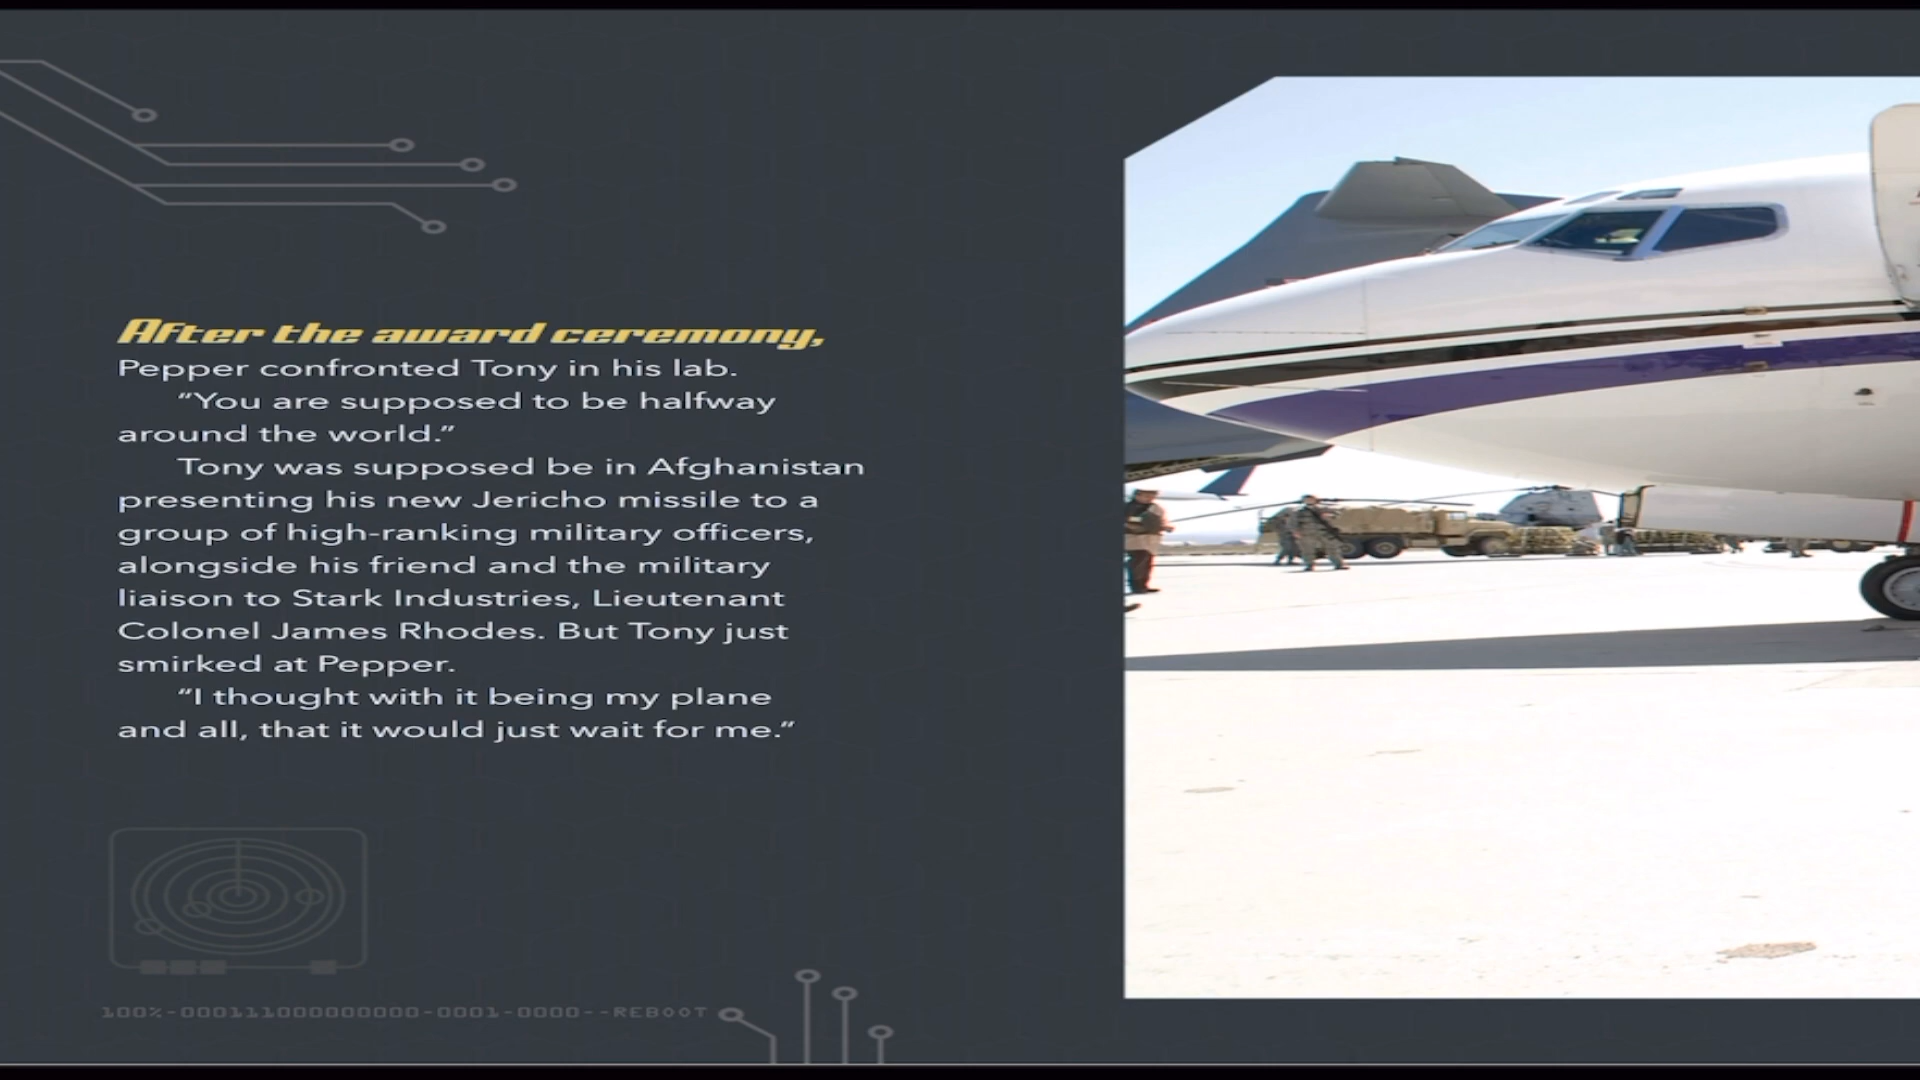 After the award ceremony,
Pepper confronted Tony in his lab.
“You are supposed to be halfway
around the world.”
Tony was supposed be in Afghanistan
presenting his new Jericho missile to a
group of high-ranking military officers,
alongside his friend and the military
liaison to Stark Industries, Lieutenant
Colonel James Rhodes. But Tony just
smirked at Pepper.
“I thought with it being my plane
and all, that it would just wait for me.”
100%-000111000000000-0001-0000--REBOOT